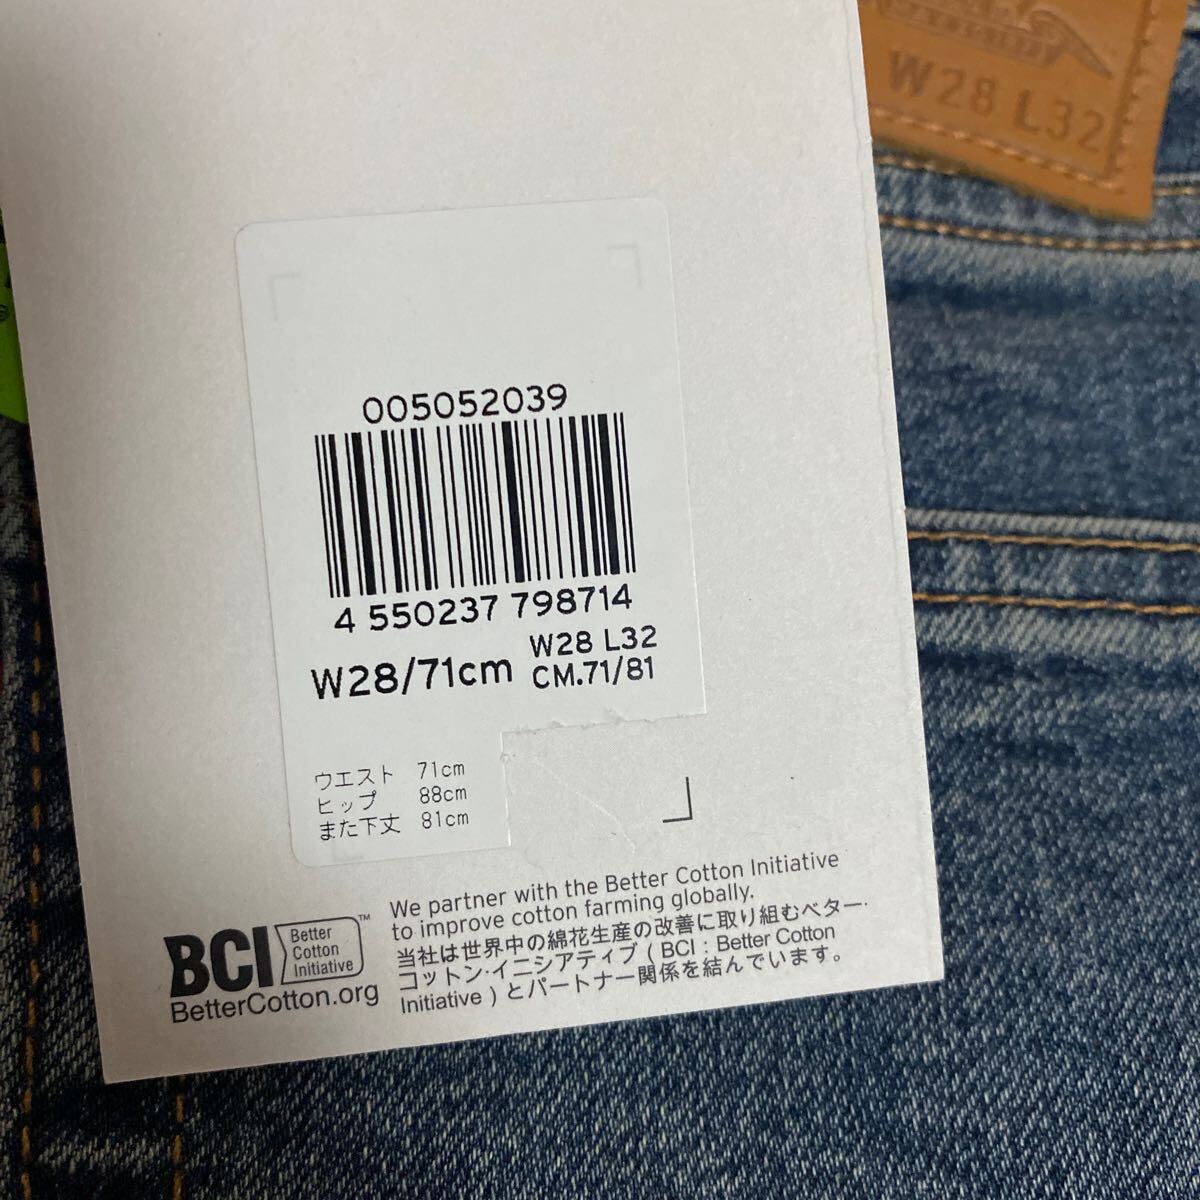 W28 L32
005052039
4 550237 798714
W28/71cm
W28 L32
CM.71/81
ウエスト 71cm
ヒップ 88cm
また下丈 81cm
BCI Better Cotton Initiative™
BetterCotton.org
We partner with the Better Cotton Initiative
to improve cotton farming globally.
当社は世界中の綿花生産の改善に取り組むベター・
コットン・イニシアティブ ( BCI : Better Cotton
Initiative ) とパートナー関係を結んでいます。